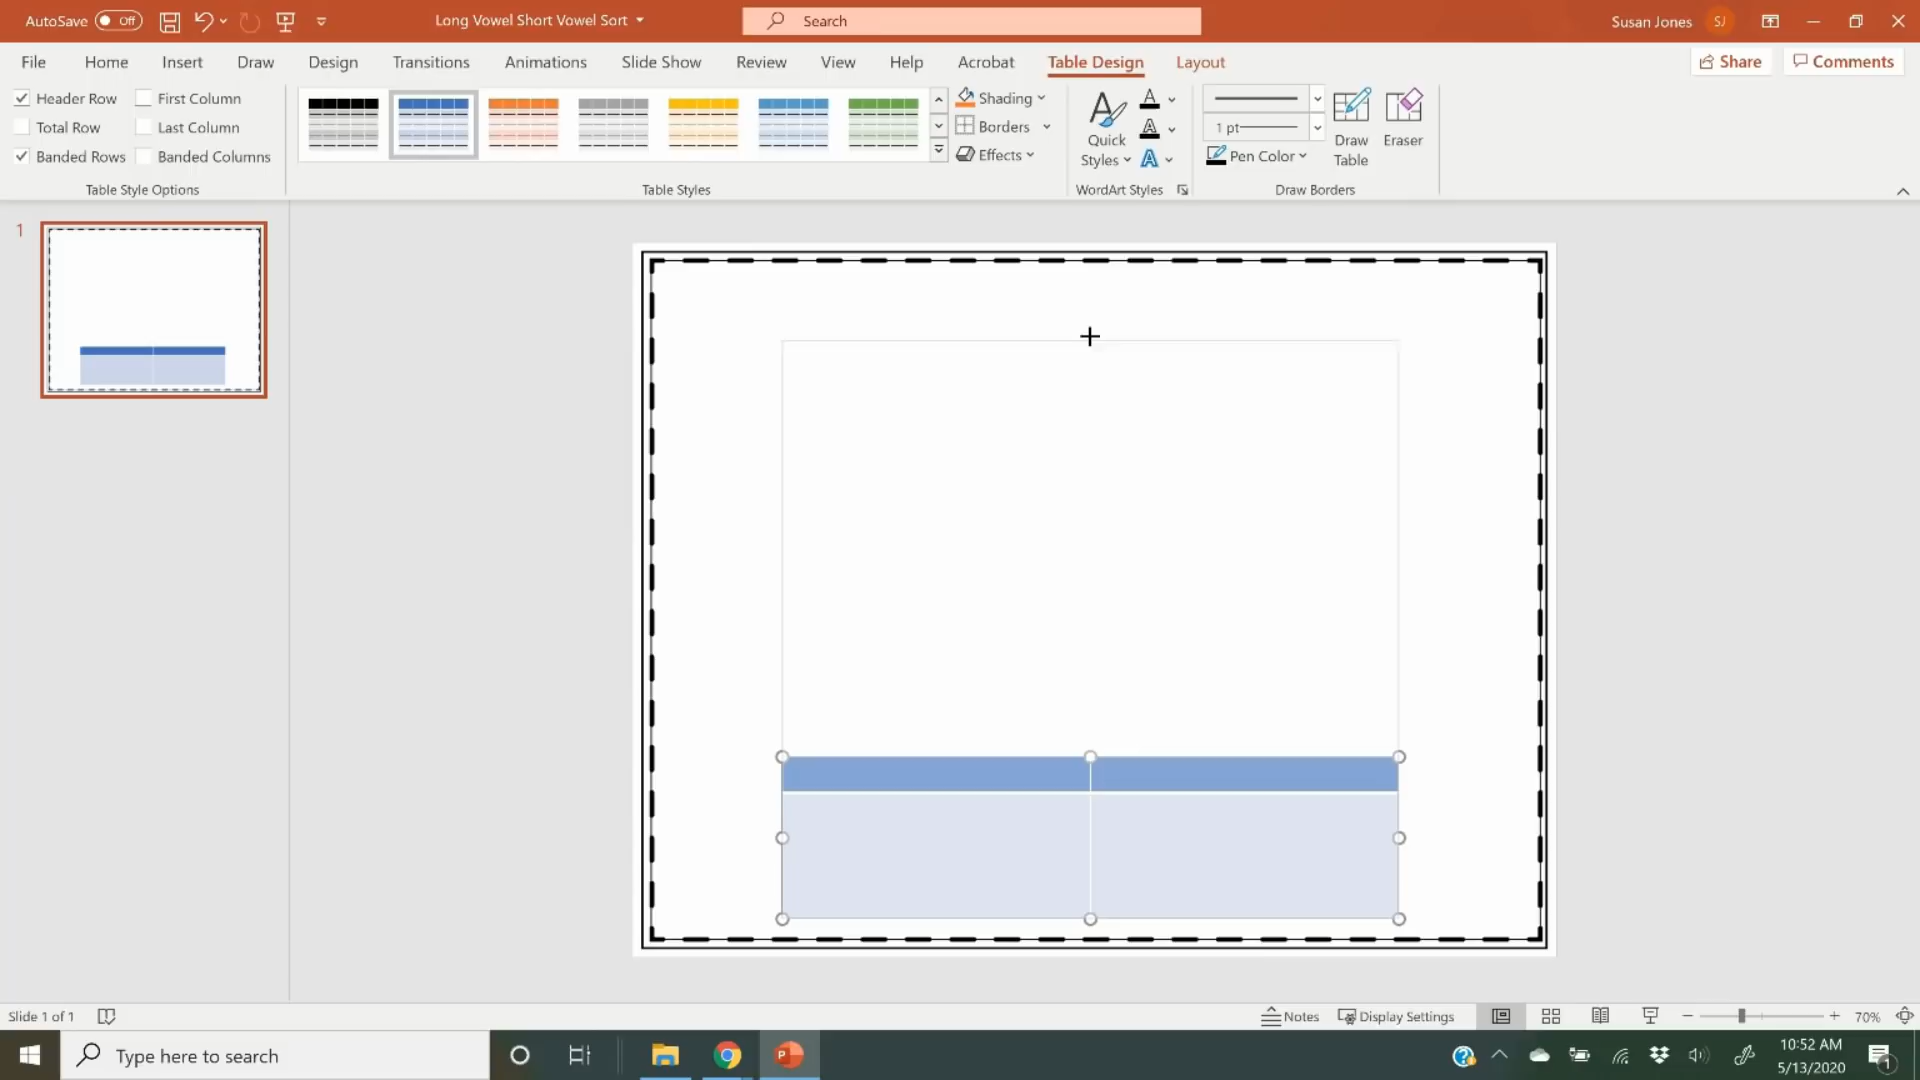 AutoSave Off
Long Vowel Short Vowel Sort
Search
Susan Jones SJ
File Home Insert Draw Design Transitions Animations Slide Show Review View Help Acrobat Table Design Layout
Share Comments
Header Row First Column
Total Row Last Column
Banded Rows Banded Columns
Table Style Options
Table Styles
Shading
Borders
Effects
Quick
Styles
A
A
A
WordArt Styles
1 pt
Pen Color
Draw
Table
Eraser
Draw Borders
1
Slide 1 of 1
Notes Display Settings 70%
Type here to search
10:52 AM
5/13/2020
1